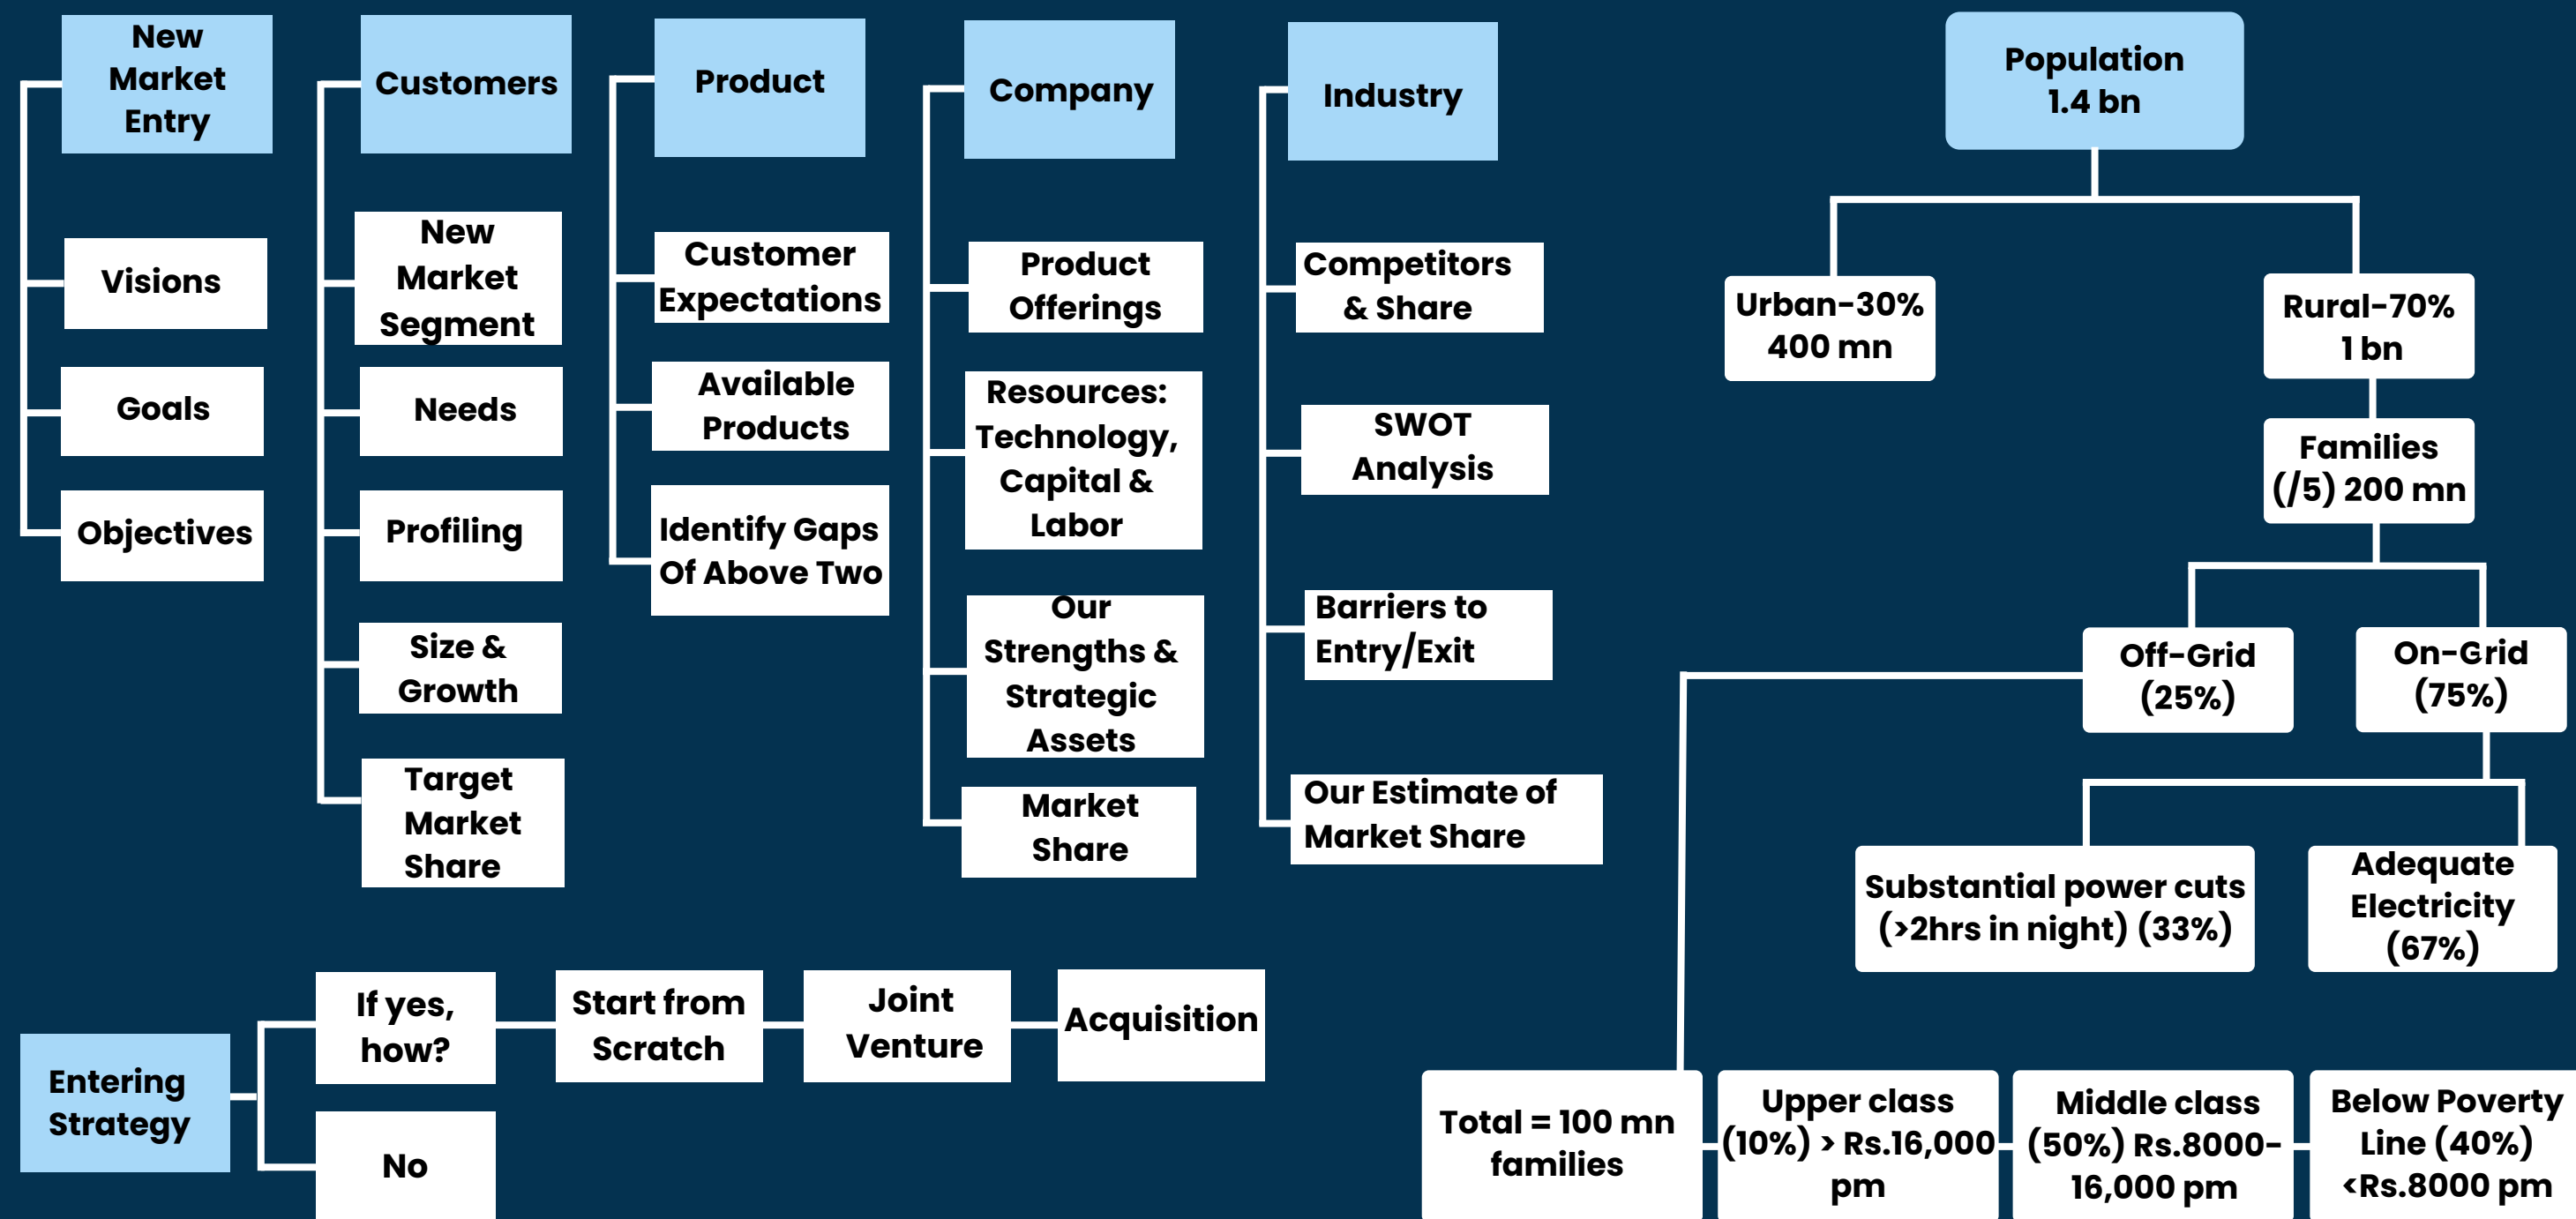 New
Market
Entry
Visions
Goals
Objectives
Customers
New
Market
Segment
Needs
Profiling
Size &
Growth
Target
Market
Share
Product
Customer
Expectations
Available
Products
Identify Gaps
Of Above Two
Company
Product
Offerings
Resources:
Technology,
Capital &
Labor
Our
Strengths &
Strategic
Assets
Market
Share
Industry
Competitors
& Share
SWOT
Analysis
Barriers to
Entry/Exit
Our Estimate of
Market Share
Entering
Strategy
If yes,
how?
Start from
Scratch
Joint
Venture
Acquisition
No
Population
1.4 bn
Urban-30%
400 mn
Rural-70%
1 bn
Families
(/5) 200 mn
Off-Grid
(25%)
On-Grid
(75%)
Substantial power cuts
(>2hrs in night) (33%)
Adequate
Electricity
(67%)
Total = 100 mn
families
Upper class
(10%) > Rs.16,000
pm
Middle class
(50%) Rs.8000-
16,000 pm
Below Poverty
Line (40%)
<Rs.8000 pm